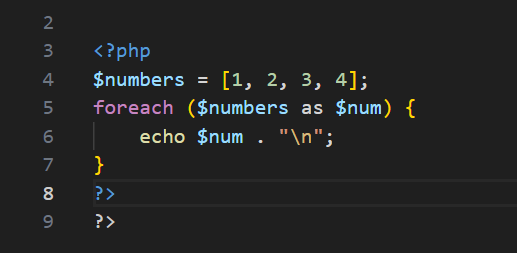 2
3 <?php
4 $numbers = [1, 2, 3, 4];
5 foreach ($numbers as $num) {
6     echo $num . "\n";
7 }
8 ?>
9 ?>